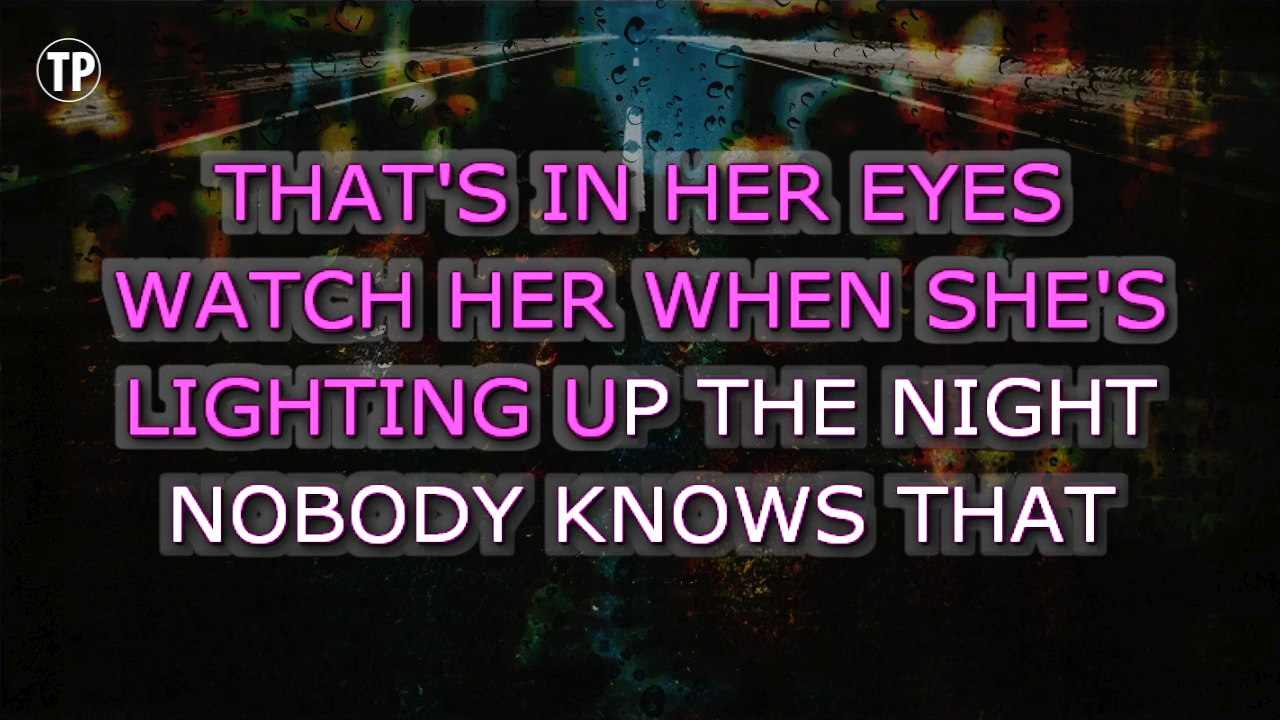 TP
THAT'S IN HER EYES
WATCH HER WHEN SHE'S
LIGHTING UP THE NIGHT
NOBODY KNOWS THAT